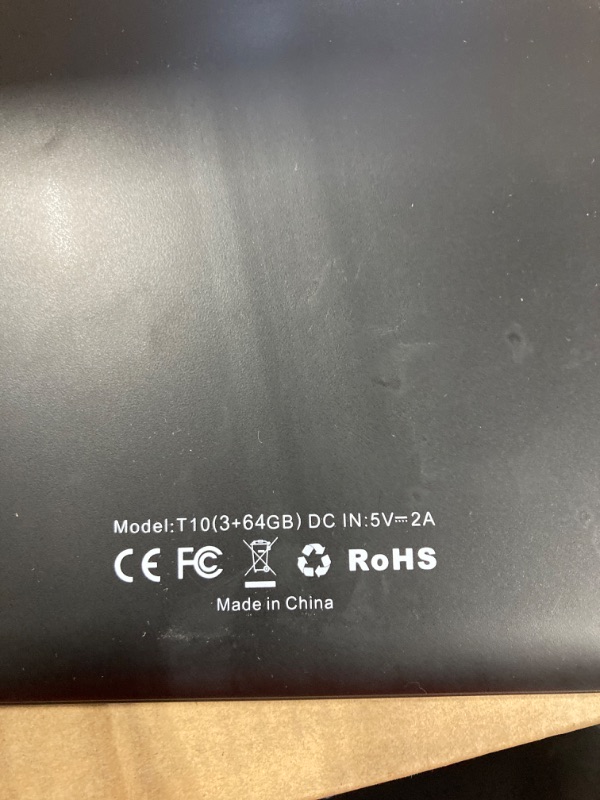 Model:T10(3+64GB) DC IN:5V⎓2A
CE FC RoHS
Made in China